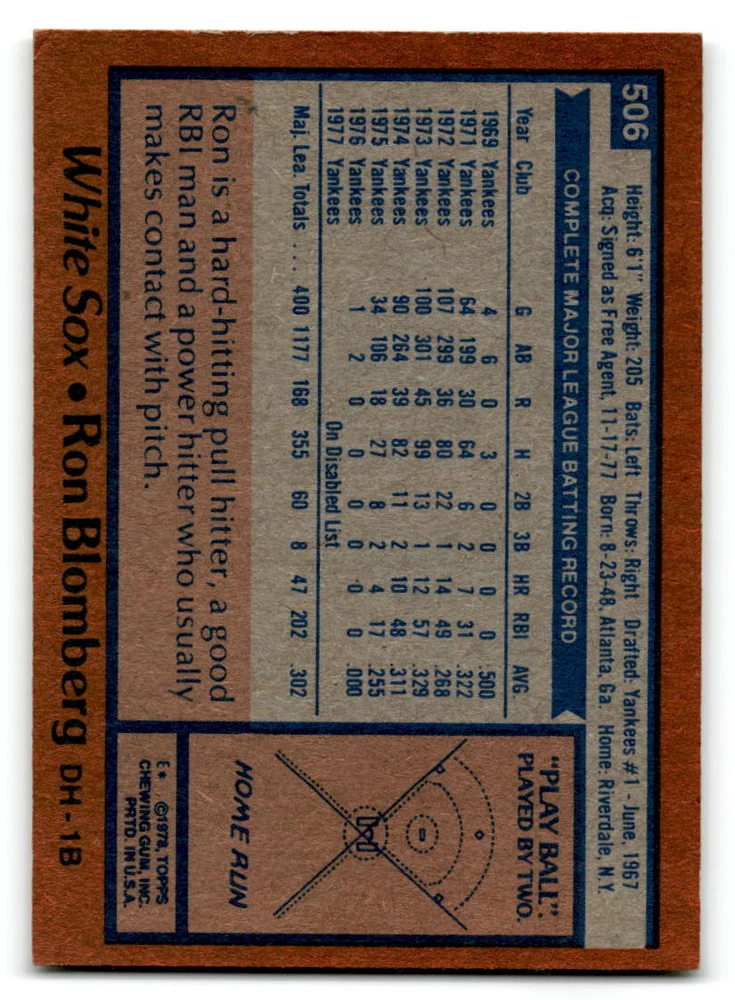 506
Height: 6'1" Weight: 205 Bats: Left Throws: Right Drafted: Yankees #1 - June, 1967
Acq: Signed as Free Agent, 11-17-77 Born: 8-23-48, Atlanta, Ga. Home: Riverdale, N.Y.
COMPLETE MAJOR LEAGUE BATTING RECORD
Year Club G AB R H 2B 3B HR RBI AVG.
1969 Yankees 4 6 0 3 0 0 0 0 .500
1971 Yankees 64 199 30 64 6 2 7 31 .322
1972 Yankees 107 299 36 80 22 1 14 49 .268
1973 Yankees 100 301 45 99 13 1 12 57 .329
1974 Yankees 90 264 39 82 11 2 10 48 .311
1975 Yankees 34 106 18 27 8 2 4 17 .255
1976 Yankees 1 2 0 0 0 0 0 0 .000
1977 Yankees On Disabled List
Maj. Lea. Totals ... 400 1177 168 355 60 8 47 202 .302
Ron is a hard-hitting pull hitter, a good
RBI man and a power hitter who usually
makes contact with pitch.
"PLAY BALL".
PLAYED BY TWO.
HOME RUN
E* ©1978, TOPPS
CHEWING GUM, INC.
PRTD. IN U.S.A.
White Sox • Ron Blomberg DH-1B